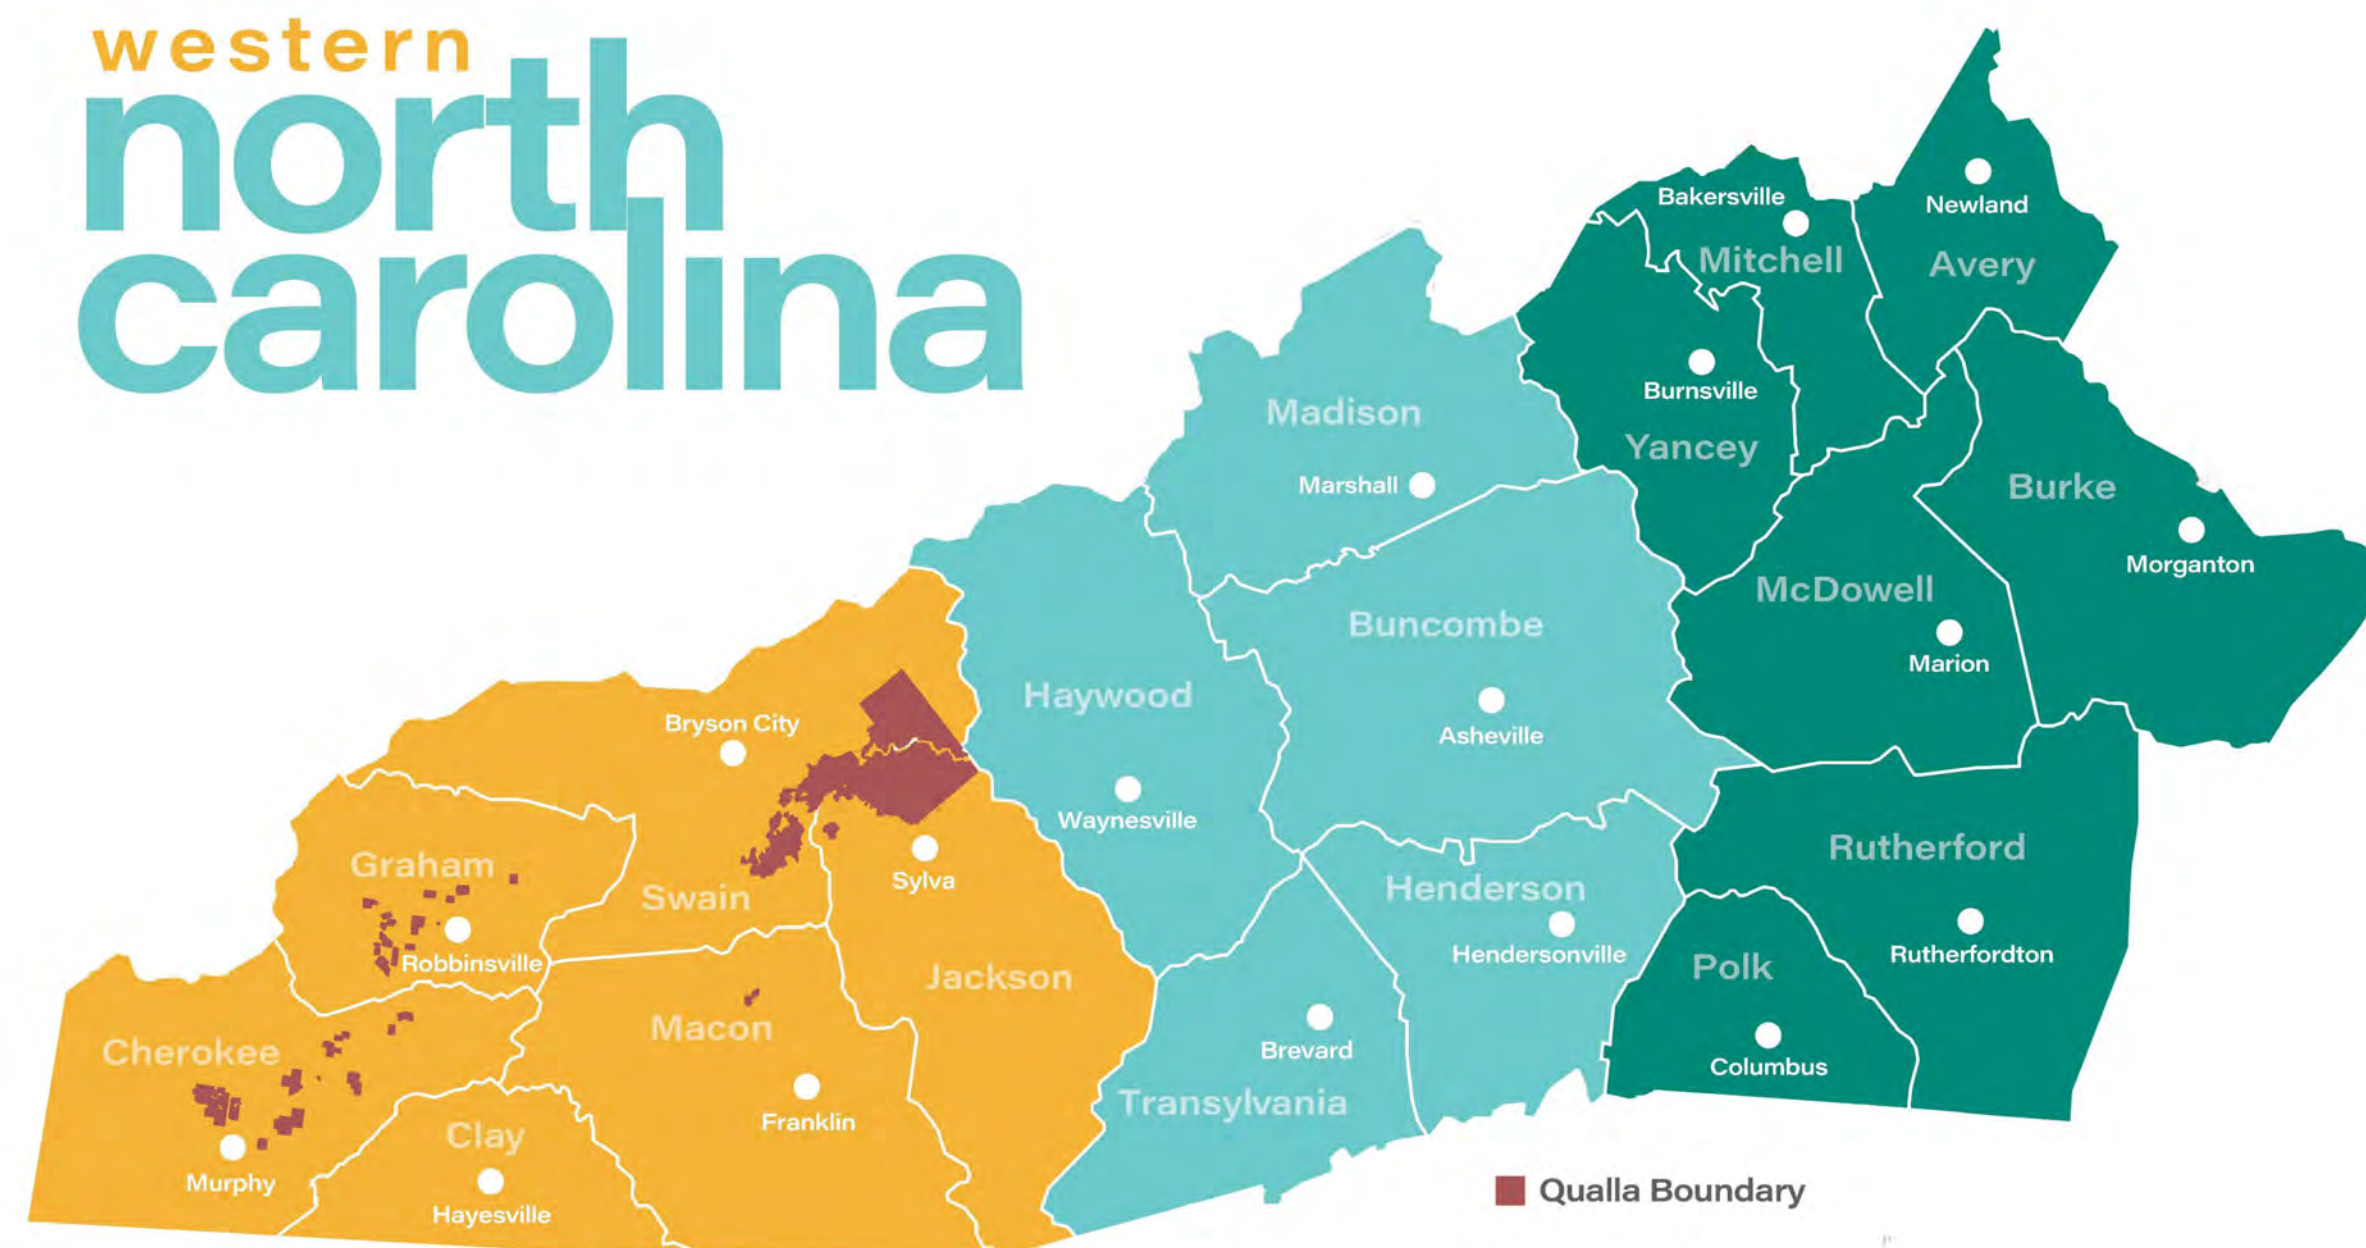 western
north
carolina
Bakersville
Newland
Mitchell
Avery
Burnsville
Madison
Yancey
Marshall
Burke
Morganton
McDowell
Buncombe
Marion
Haywood
Bryson City
Asheville
Waynesville
Rutherford
Graham
Swain
Sylva
Henderson
Hendersonville
Rutherfordton
Robbinsville
Polk
Jackson
Macon
Cherokee
Brevard
Columbus
Transylvania
Franklin
Clay
Murphy
Hayesville
Qualla Boundary